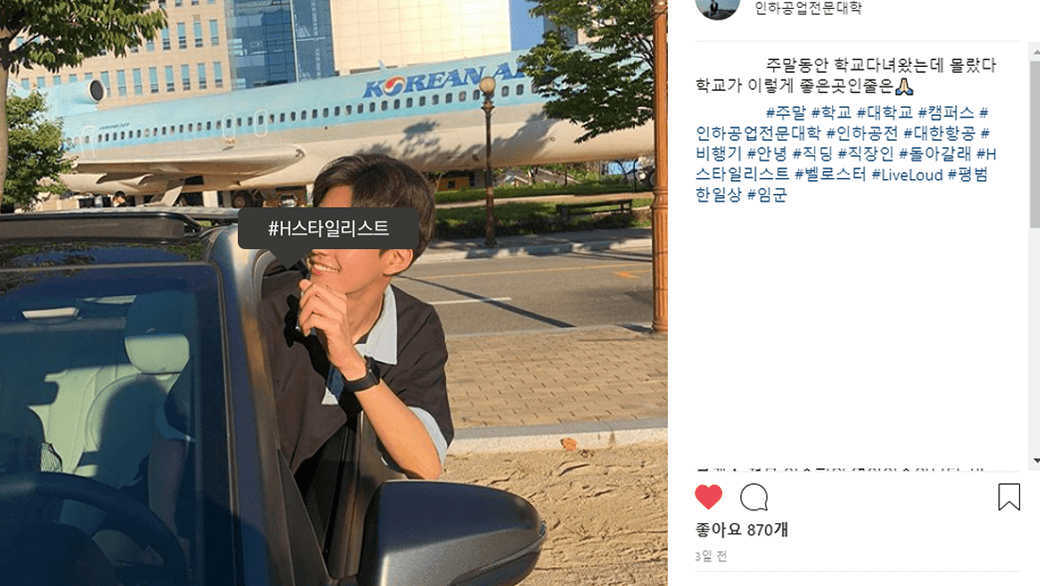 KOREAN A
#H스타일리스트
인하공업전문대학
주말동안 학교다녀왔는데 몰랐다
학교가 이렇게 좋은곳인줄은🙏
#주말 #학교 #대학교 #캠퍼스 #
인하공업전문대학 #인하공전 #대한항공 #
비행기 #안녕 #직딩 #직장인 #돌아갈래 #H
스타일리스트 #벨로스터 #LiveLoud #평범
한일상 #임군
좋아요 870개
3일 전